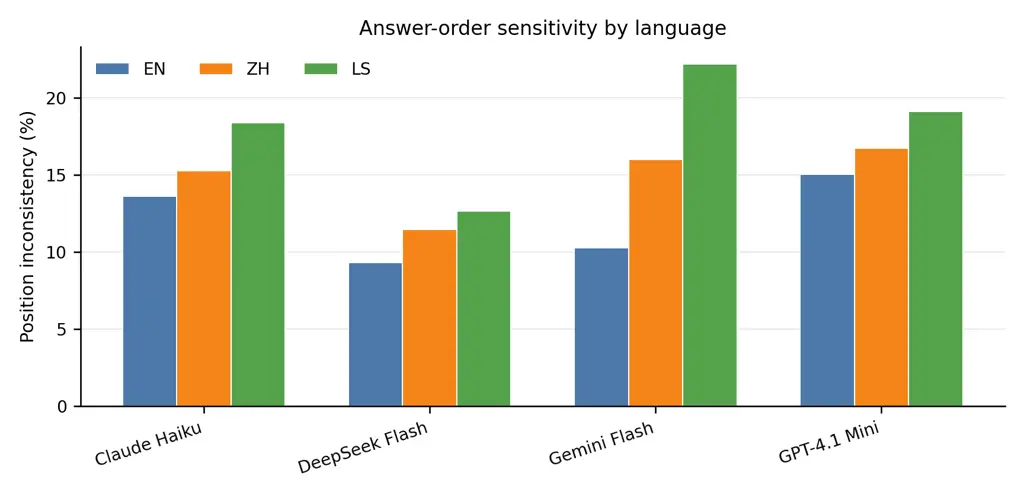 Answer-order sensitivity by language
EN ZH LS
Position inconsistency (%)
20
15
10
5
0
Claude Haiku
DeepSeek Flash
Gemini Flash
GPT-4.1 Mini